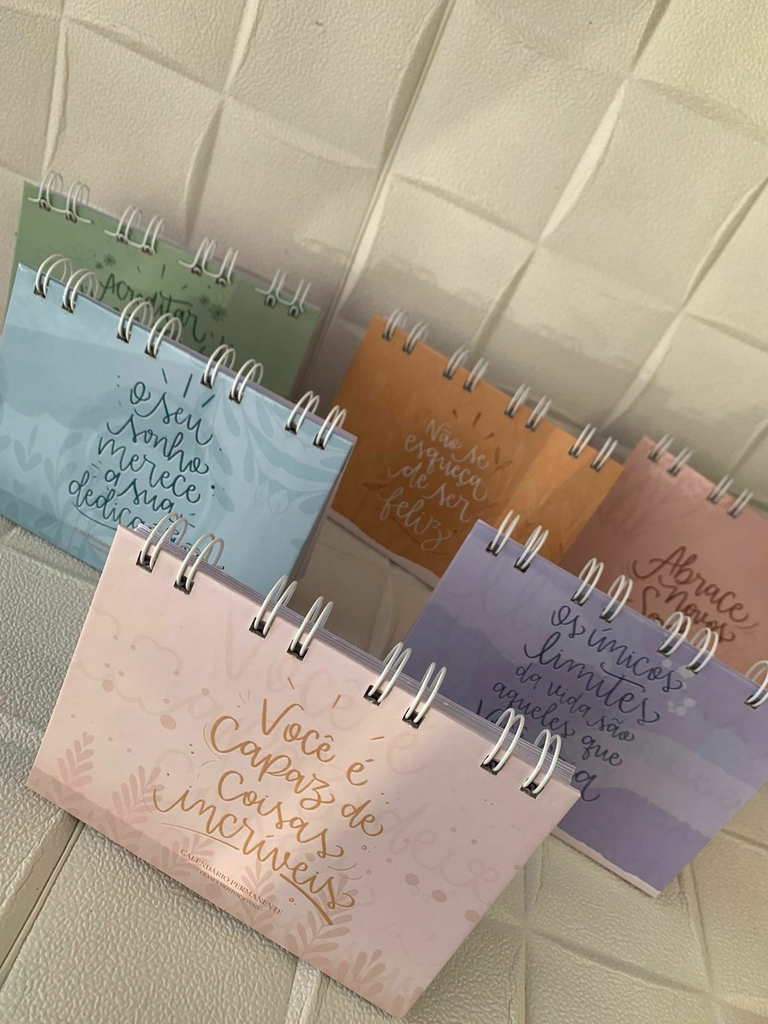 Acreditar
o seu
sonho
merece
a sua
Não se
esqueça
de ser
feliz
Abrace
Novos
os únicos
limites
da vida são
aqueles que
Você é
Capaz de
Coisas
incríveis
CALENDÁRIO PERMANENTE